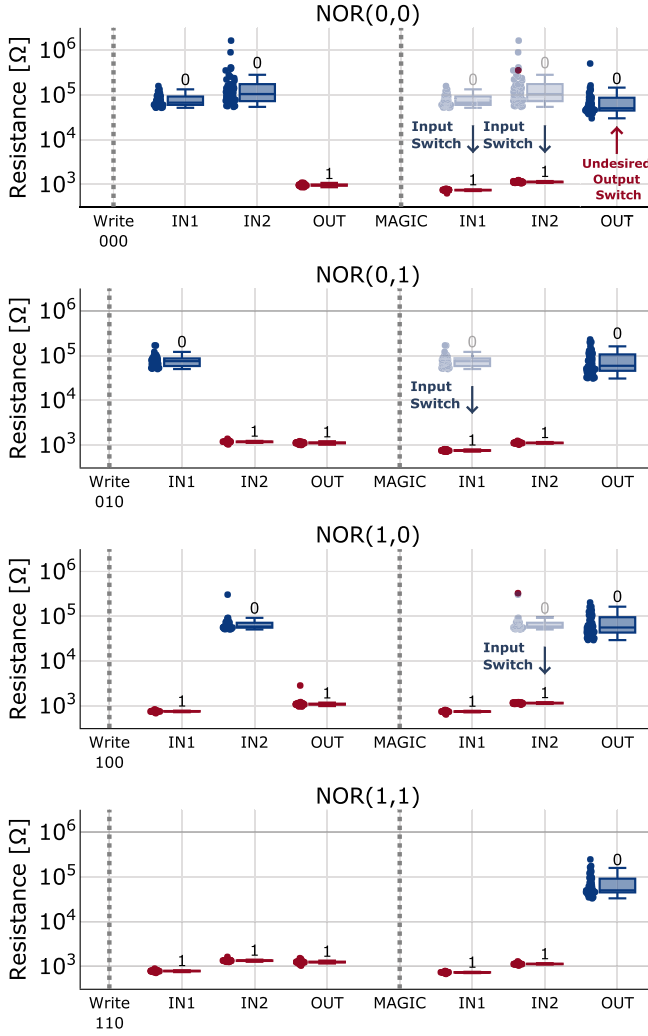 NOR(0,0)
Resistance [Ω]
10⁶
10⁵
10⁴
10³
0
0
1
0
0
0
1
1
Input
Switch
Input
Switch
Undesired
Output
Switch
Write
000
IN1
IN2
OUT
MAGIC
IN1
IN2
OUT
NOR(0,1)
Resistance [Ω]
10⁶
10⁵
10⁴
10³
0
1
1
0
0
1
1
Input
Switch
Write
010
IN1
IN2
OUT
MAGIC
IN1
IN2
OUT
NOR(1,0)
Resistance [Ω]
10⁶
10⁵
10⁴
10³
1
0
1
0
0
1
1
Input
Switch
Write
100
IN1
IN2
OUT
MAGIC
IN1
IN2
OUT
NOR(1,1)
Resistance [Ω]
10⁶
10⁵
10⁴
10³
1
1
1
1
1
0
Write
110
IN1
IN2
OUT
MAGIC
IN1
IN2
OUT